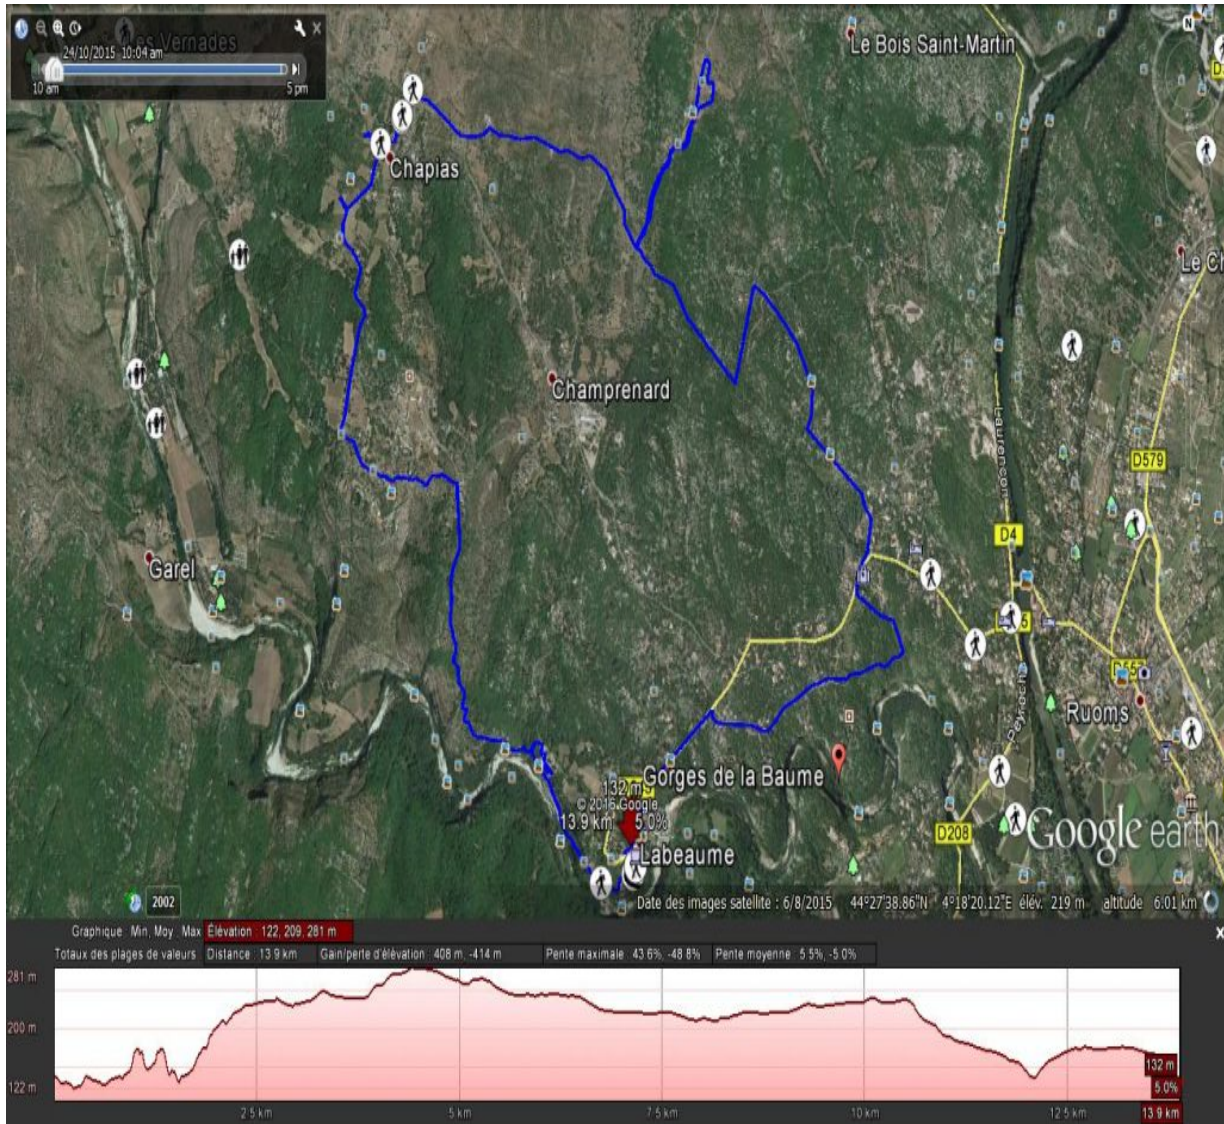 Les Vernades
24/10/2015 10:04 am
10 am
5 pm
Le Bois Saint-Martin
N
Chapias
Le Ch
Champrenard
Laurencon
D579
D4
Garel
Ruoms
Gorges de la Baume
132 m
© 2016 Google
13.9 km 5.0%
D208
Google earth
Labeaume
2002
Date des images satellite : 6/8/2015 44°27'38.86"N 4°18'20.12"E élév. 219 m altitude 6.01 km
Graphique : Min, Moy, Max Élévation : 122, 209, 281 m
Totaux des plages de valeurs Distance : 13.9 km Gain/perte d'élévation : 408 m, -414 m Pente maximale : 43.6%, -48.8% Pente moyenne : 5.5%, -5.0%
281 m
200 m
122 m
132 m
5.0%
2.5 km
5 km
7.5 km
10 km
12.5 km
13.9 km